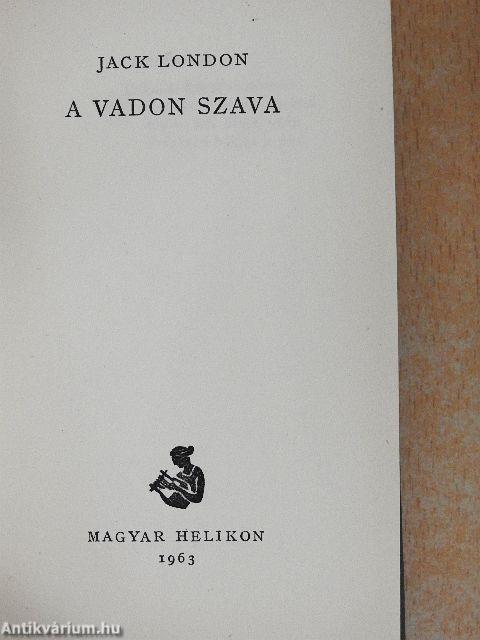 JACK LONDON
A VADON SZAVA
MAGYAR HELIKON
1963
Antikvárium.hu